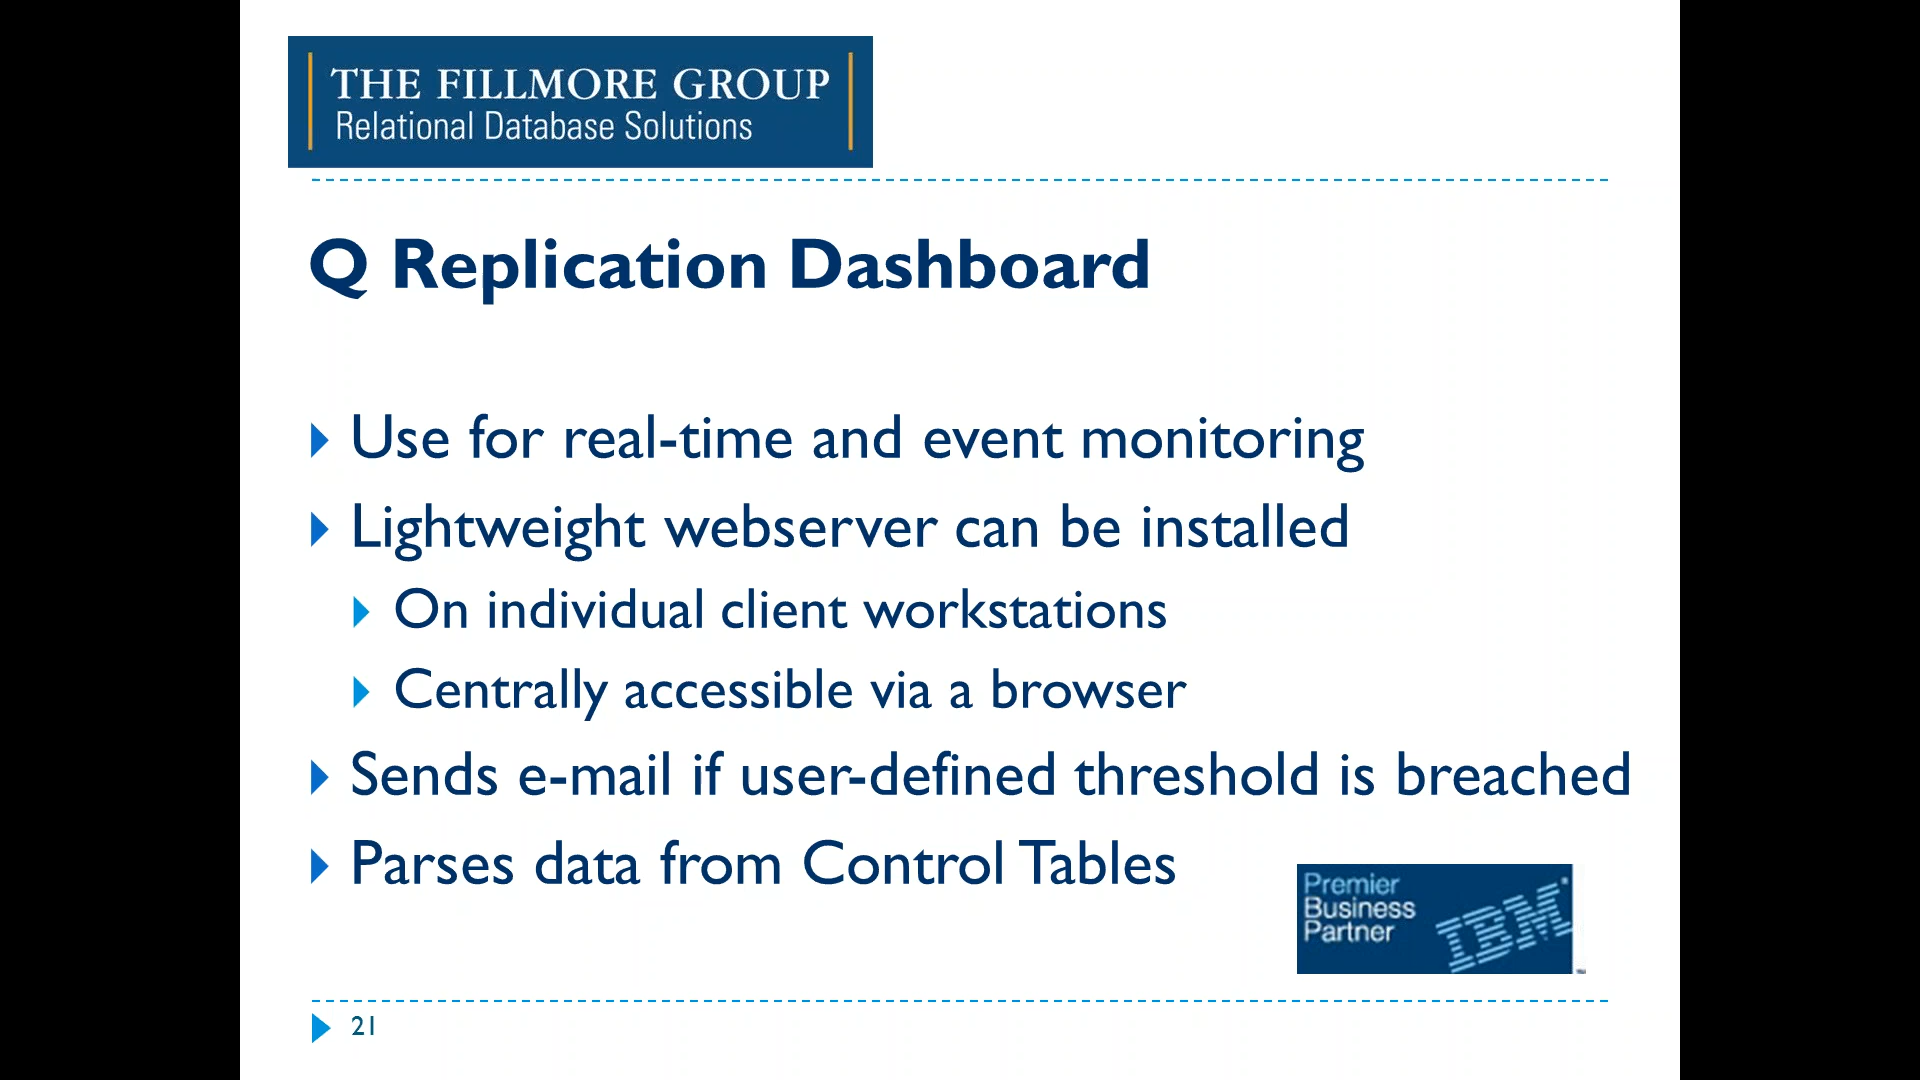 THE FILLMORE GROUP
Relational Database Solutions
Q Replication Dashboard
Use for real-time and event monitoring
Lightweight webserver can be installed
On individual client workstations
Centrally accessible via a browser
Sends e-mail if user-defined threshold is breached
Parses data from Control Tables
Premier
Business
Partner
IBM
21